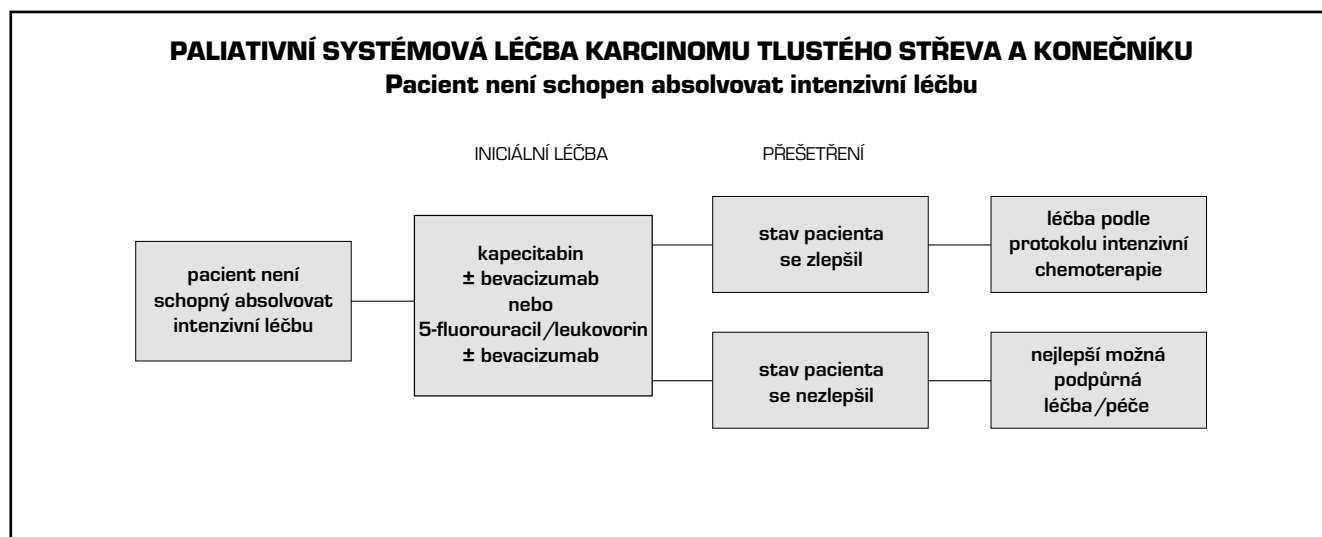 PALIATIVNÍ SYSTÉMOVÁ LÉČBA KARCINOMU TLUSTÉHO STŘEVA A KONEČNÍKU
Pacient není schopen absolvovat intenzivní léčbu
INICIÁLNÍ LÉČBA
PŘEŠETŘENÍ
pacient není
schopný absolvovat
intenzivní léčbu
kapecitabin
± bevacizumab
nebo
5-fluorouracil/leukovorin
± bevacizumab
stav pacienta
se zlepšil
léčba podle
protokolu intenzivní
chemoterapie
stav pacienta
se nezlepšil
nejlepší možná
podpůrná
léčba/péče